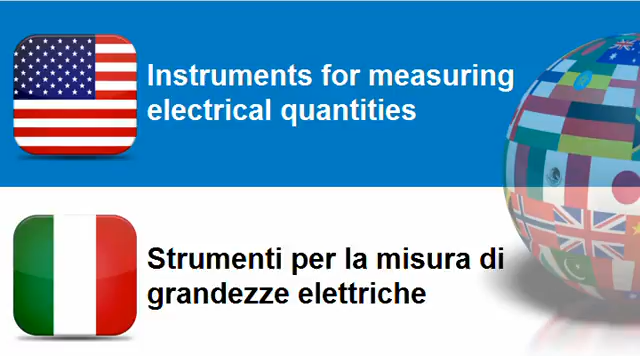 Instruments for measuring
electrical quantities
Strumenti per la misura di
grandezze elettriche